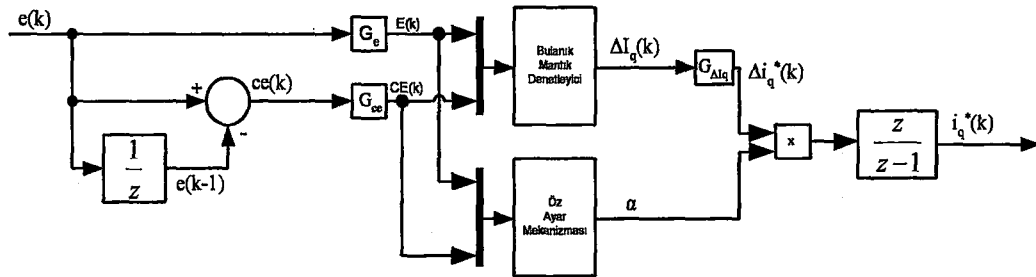 e(k)
G_e
E(k)
+
ce(k)
-
G_ce
CE(k)
1
z
e(k-1)
Bulanık
Mantık
Denetleyici
ΔI_q(k)
G_ΔIq
Δi_q*(k)
Öz
Ayar
Mekanizması
α
x
z
z−1
i_q*(k)